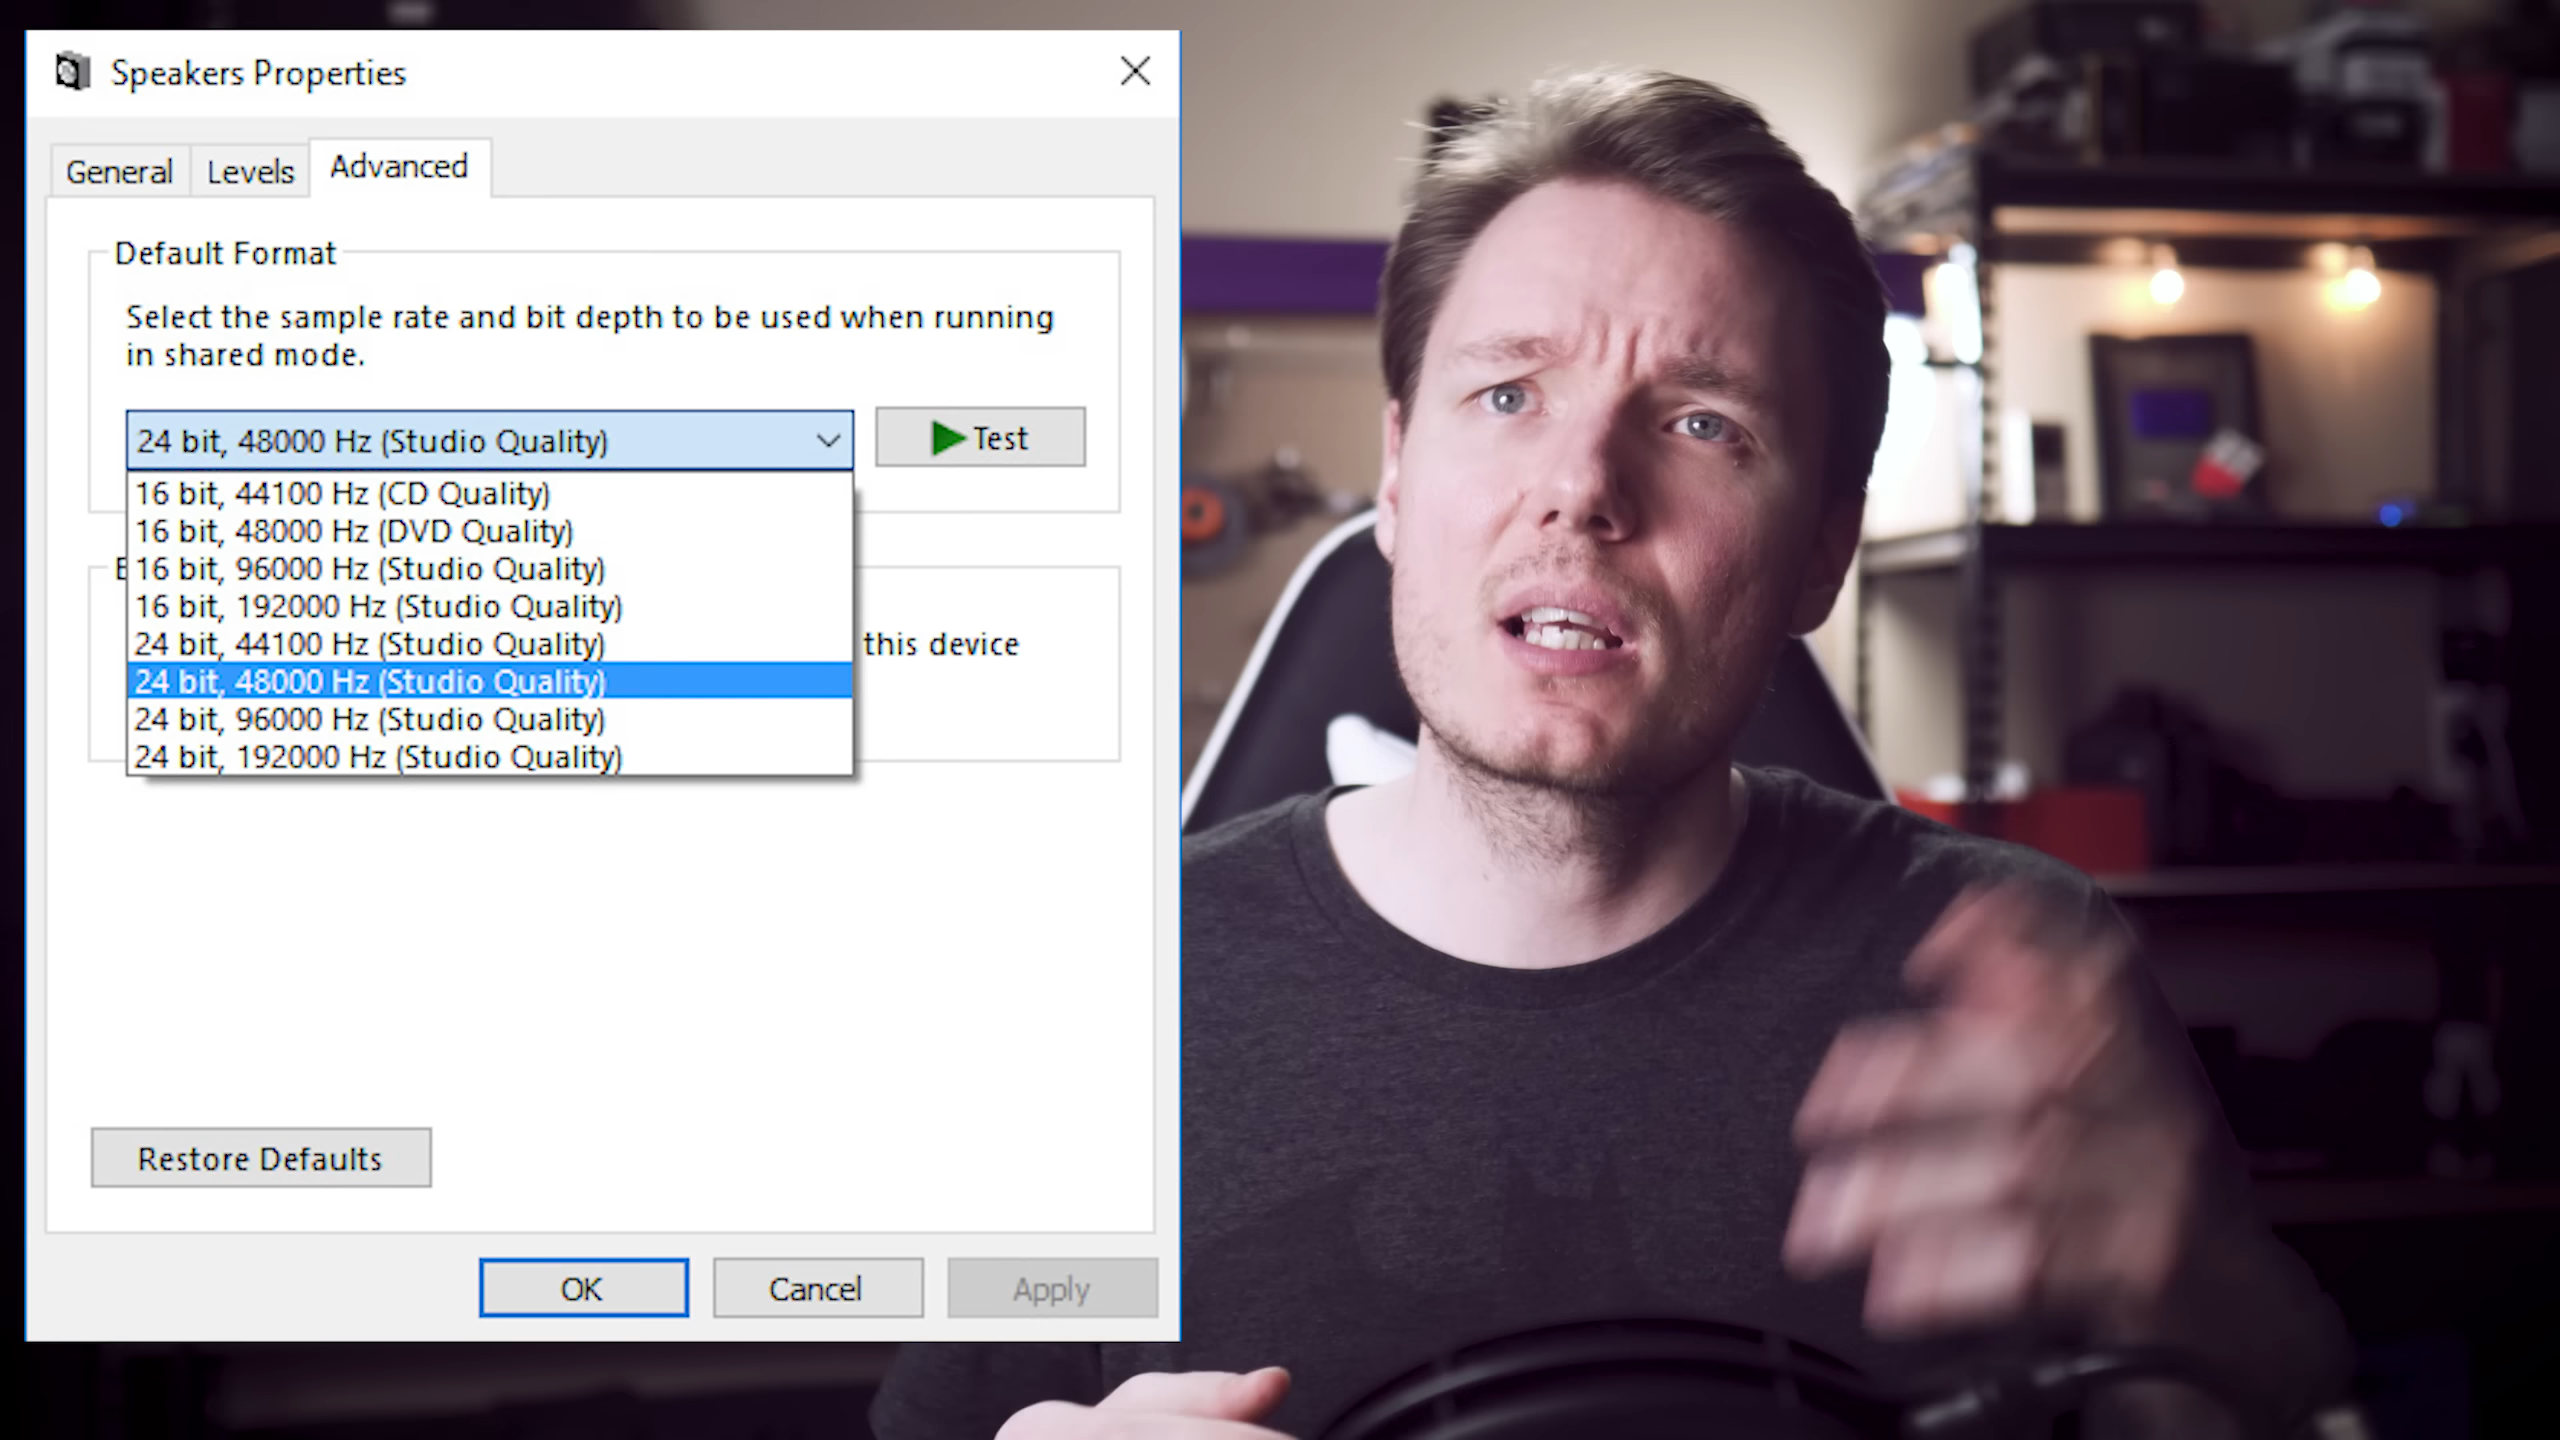 Speakers Properties
General Levels Advanced
Default Format
Select the sample rate and bit depth to be used when running
in shared mode.
24 bit, 48000 Hz (Studio Quality)
Test
16 bit, 44100 Hz (CD Quality)
16 bit, 48000 Hz (DVD Quality)
16 bit, 96000 Hz (Studio Quality)
16 bit, 192000 Hz (Studio Quality)
24 bit, 44100 Hz (Studio Quality)
this device
24 bit, 48000 Hz (Studio Quality)
24 bit, 96000 Hz (Studio Quality)
24 bit, 192000 Hz (Studio Quality)
Restore Defaults
OK Cancel Apply